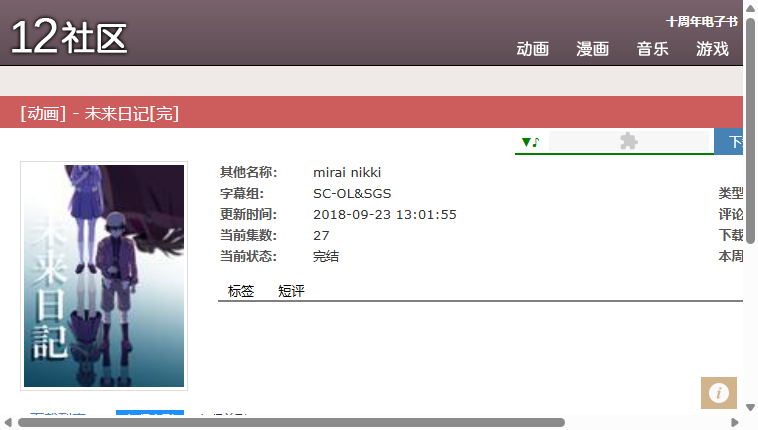 12社区
十周年电子书
动画 漫画 音乐 游戏
[动画] - 未来日记[完]
▼♪
其他名称: mirai nikki
字幕组: SC-OL&SGS
类型
更新时间: 2018-09-23 13:01:55
评论
当前集数: 27
下载
当前状态: 完结
本周
标签 短评
未来日記